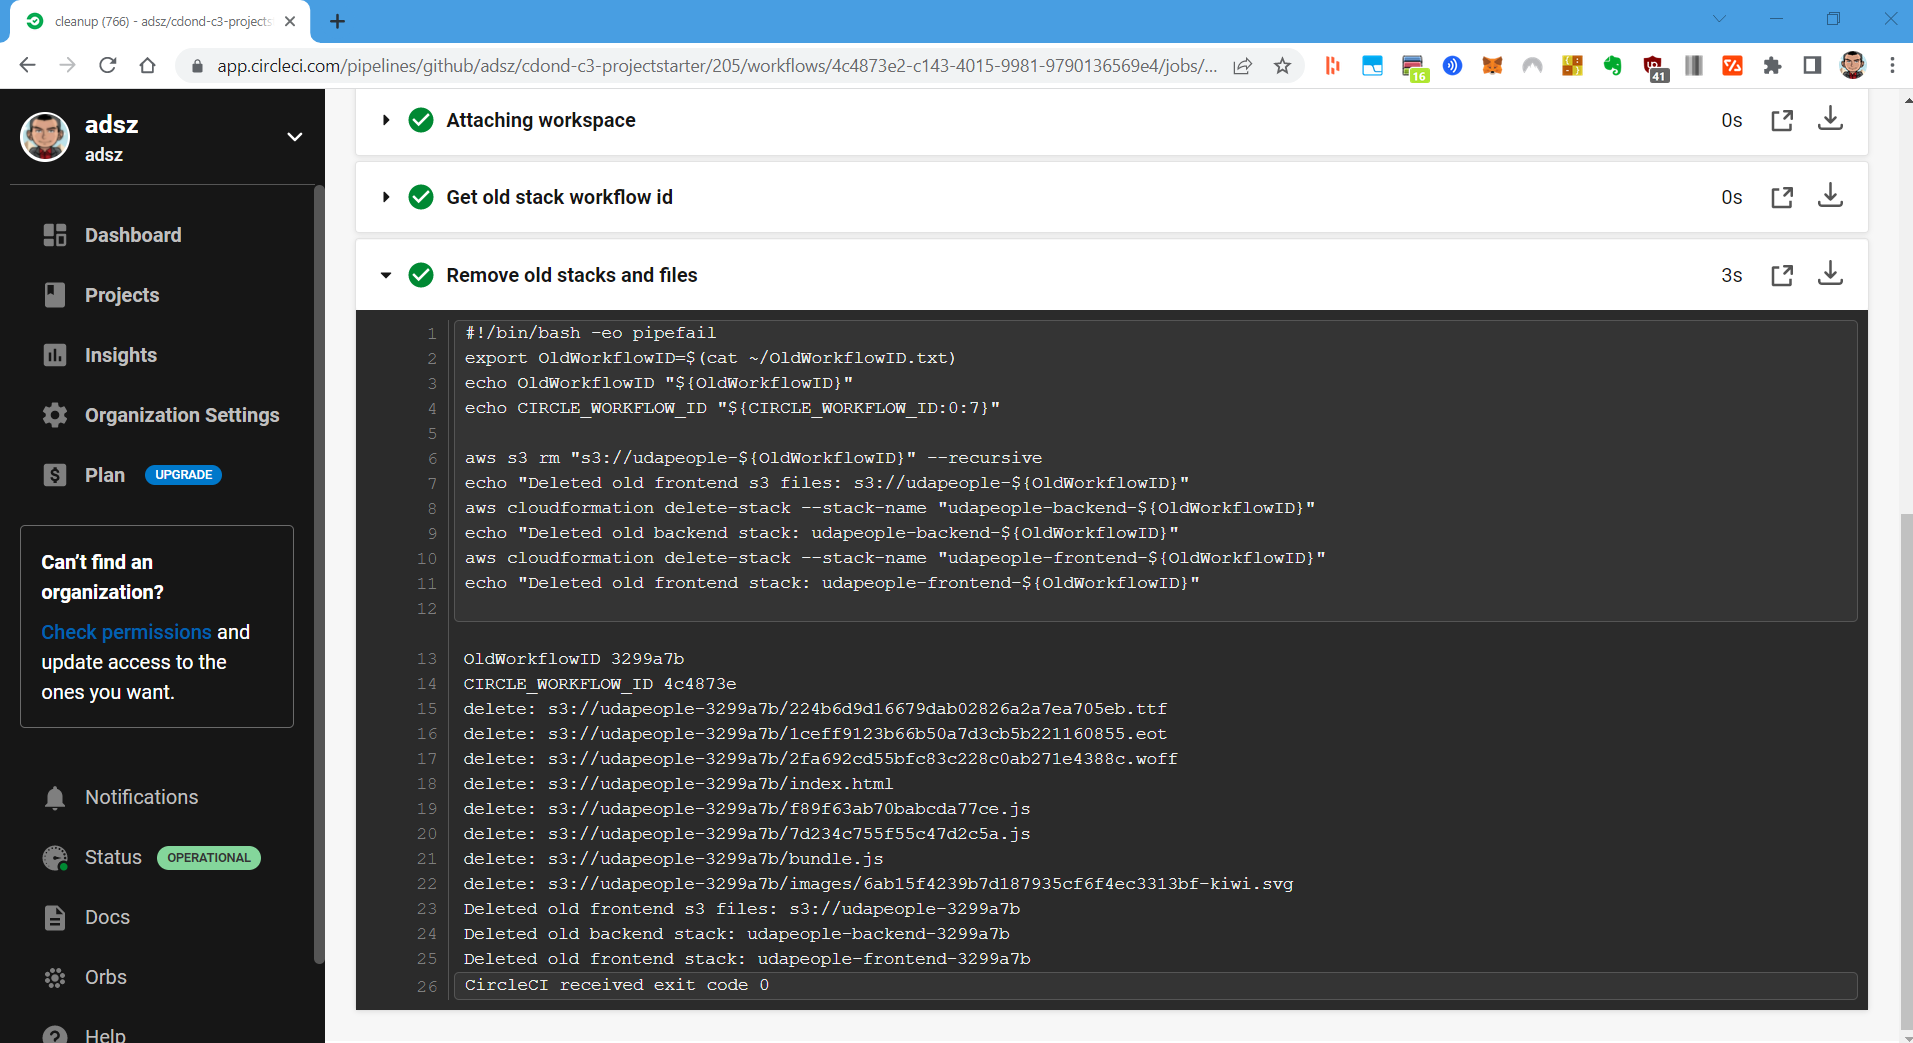 cleanup (766) - adsz/cdond-c3-projects
app.circleci.com/pipelines/github/adsz/cdond-c3-projectstarter/205/workflows/4c4873e2-c143-4015-9981-9790136569e4/jobs/...
16
41
adsz
adsz
Dashboard
Projects
Insights
Organization Settings
Plan UPGRADE
Can't find an
organization?
Check permissions and
update access to the
ones you want.
Notifications
Status OPERATIONAL
Docs
Orbs
Help
Attaching workspace 0s
Get old stack workflow id 0s
Remove old stacks and files 3s
1 #!/bin/bash -eo pipefail
2 export OldWorkflowID=$(cat ~/OldWorkflowID.txt)
3 echo OldWorkflowID "${OldWorkflowID}"
4 echo CIRCLE_WORKFLOW_ID "${CIRCLE_WORKFLOW_ID:0:7}"
5
6 aws s3 rm "s3://udapeople-${OldWorkflowID}" --recursive
7 echo "Deleted old frontend s3 files: s3://udapeople-${OldWorkflowID}"
8 aws cloudformation delete-stack --stack-name "udapeople-backend-${OldWorkflowID}"
9 echo "Deleted old backend stack: udapeople-backend-${OldWorkflowID}"
10 aws cloudformation delete-stack --stack-name "udapeople-frontend-${OldWorkflowID}"
11 echo "Deleted old frontend stack: udapeople-frontend-${OldWorkflowID}"
12
13 OldWorkflowID 3299a7b
14 CIRCLE_WORKFLOW_ID 4c4873e
15 delete: s3://udapeople-3299a7b/224b6d9d16679dab02826a2a7ea705eb.ttf
16 delete: s3://udapeople-3299a7b/1ceff9123b66b50a7d3cb5b221160855.eot
17 delete: s3://udapeople-3299a7b/2fa692cd55bfc83c228c0ab271e4388c.woff
18 delete: s3://udapeople-3299a7b/index.html
19 delete: s3://udapeople-3299a7b/f89f63ab70babcda77ce.js
20 delete: s3://udapeople-3299a7b/7d234c755f55c47d2c5a.js
21 delete: s3://udapeople-3299a7b/bundle.js
22 delete: s3://udapeople-3299a7b/images/6ab15f4239b7d187935cf6f4ec3313bf-kiwi.svg
23 Deleted old frontend s3 files: s3://udapeople-3299a7b
24 Deleted old backend stack: udapeople-backend-3299a7b
25 Deleted old frontend stack: udapeople-frontend-3299a7b
26 CircleCI received exit code 0